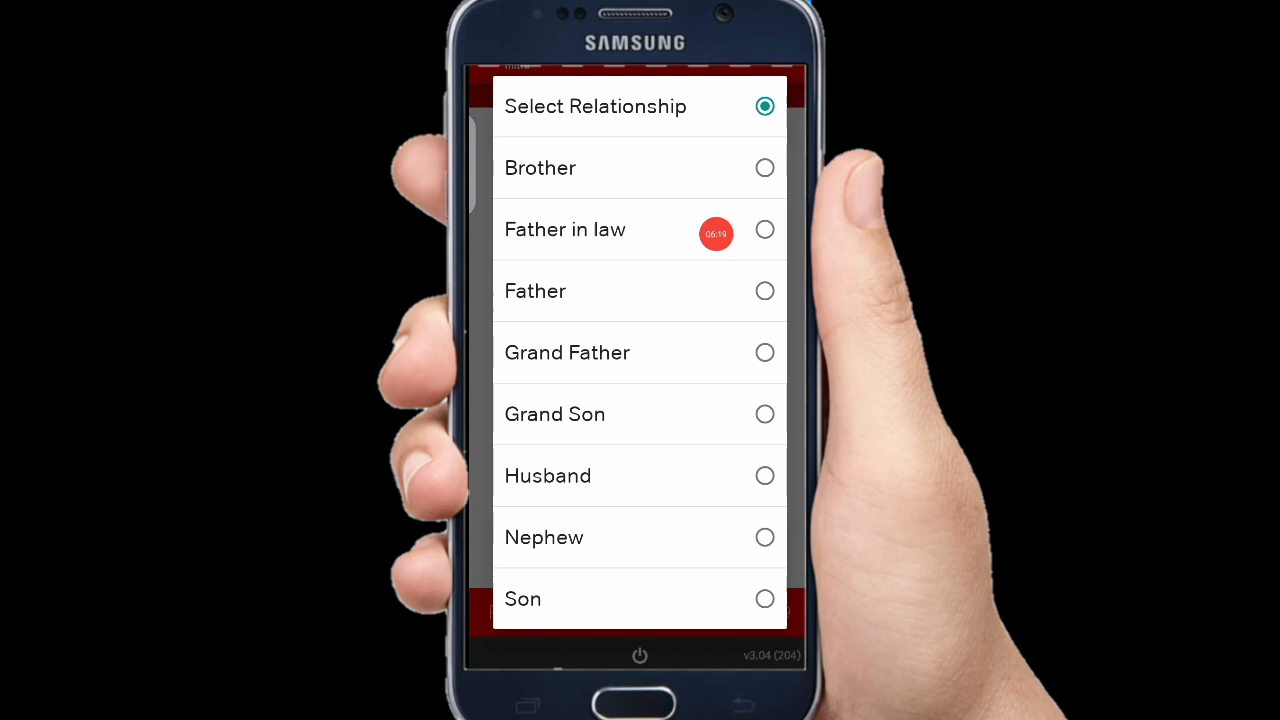 SAMSUNG
Select Relationship
Brother
Father in law
06:19
Father
Grand Father
Grand Son
Husband
Nephew
Son
v3.04 (204)